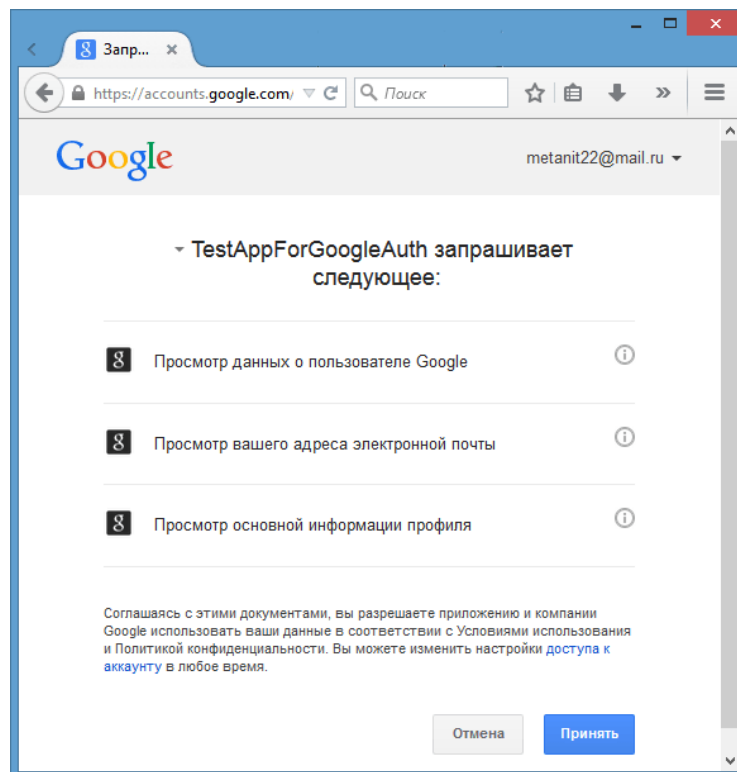 Запр...
https://accounts.google.com/
Поиск
Google
metanit22@mail.ru
TestAppForGoogleAuth запрашивает
следующее:
g Просмотр данных о пользователе Google
g Просмотр вашего адреса электронной почты
g Просмотр основной информации профиля
Соглашаясь с этими документами, вы разрешаете приложению и компании
Google использовать ваши данные в соответствии с Условиями использования
и Политикой конфиденциальности. Вы можете изменить настройки доступа к
аккаунту в любое время.
Отмена
Принять